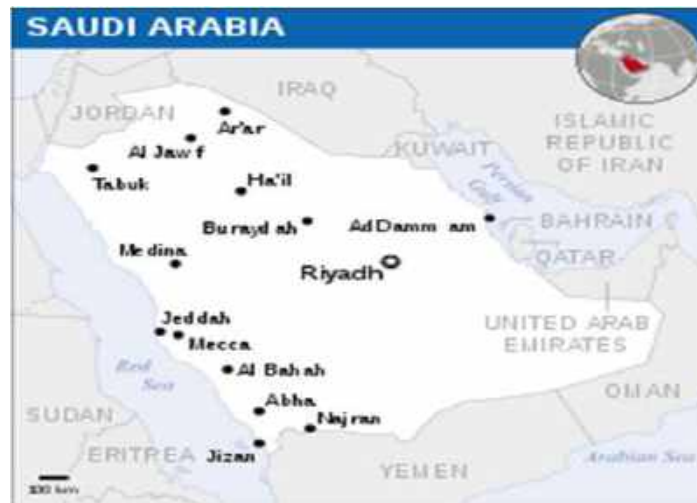 SAUDI ARABIA
JORDAN
IRAQ
ISLAMIC
REPUBLIC
OF IRAN
Ar'ar
Al Jawf
KUWAIT
Tabuk
Ha'il
Persian
Gulf
Buraydah
Ad Dammam
BAHRAIN
Medina
QATAR
Riyadh
Jeddah
Mecca
UNITED ARAB
EMIRATES
Red
Sea
Al Bahah
OMAN
Abha
Najran
SUDAN
ERITREA
Jizan
YEMEN
Arabian Sea